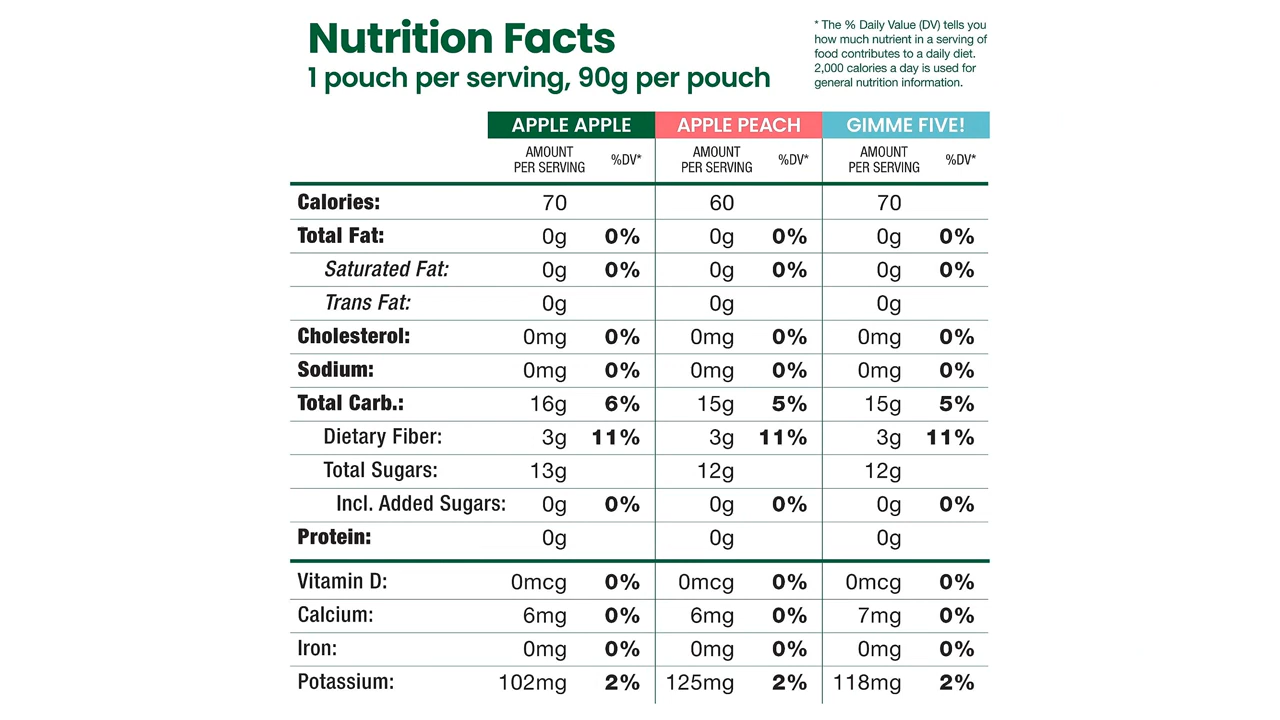 Nutrition Facts
1 pouch per serving, 90g per pouch
* The % Daily Value (DV) tells you
how much nutrient in a serving of
food contributes to a daily diet.
2,000 calories a day is used for
general nutrition information.
APPLE APPLE APPLE PEACH GIMME FIVE!
AMOUNT PER SERVING %DV* AMOUNT PER SERVING %DV* AMOUNT PER SERVING %DV*
Calories: 70 60 70
Total Fat: 0g 0% 0g 0% 0g 0%
Saturated Fat: 0g 0% 0g 0% 0g 0%
Trans Fat: 0g 0g 0g
Cholesterol: 0mg 0% 0mg 0% 0mg 0%
Sodium: 0mg 0% 0mg 0% 0mg 0%
Total Carb.: 16g 6% 15g 5% 15g 5%
Dietary Fiber: 3g 11% 3g 11% 3g 11%
Total Sugars: 13g 12g 12g
Incl. Added Sugars: 0g 0% 0g 0% 0g 0%
Protein: 0g 0g 0g
Vitamin D: 0mcg 0% 0mcg 0% 0mcg 0%
Calcium: 6mg 0% 6mg 0% 7mg 0%
Iron: 0mg 0% 0mg 0% 0mg 0%
Potassium: 102mg 2% 125mg 2% 118mg 2%